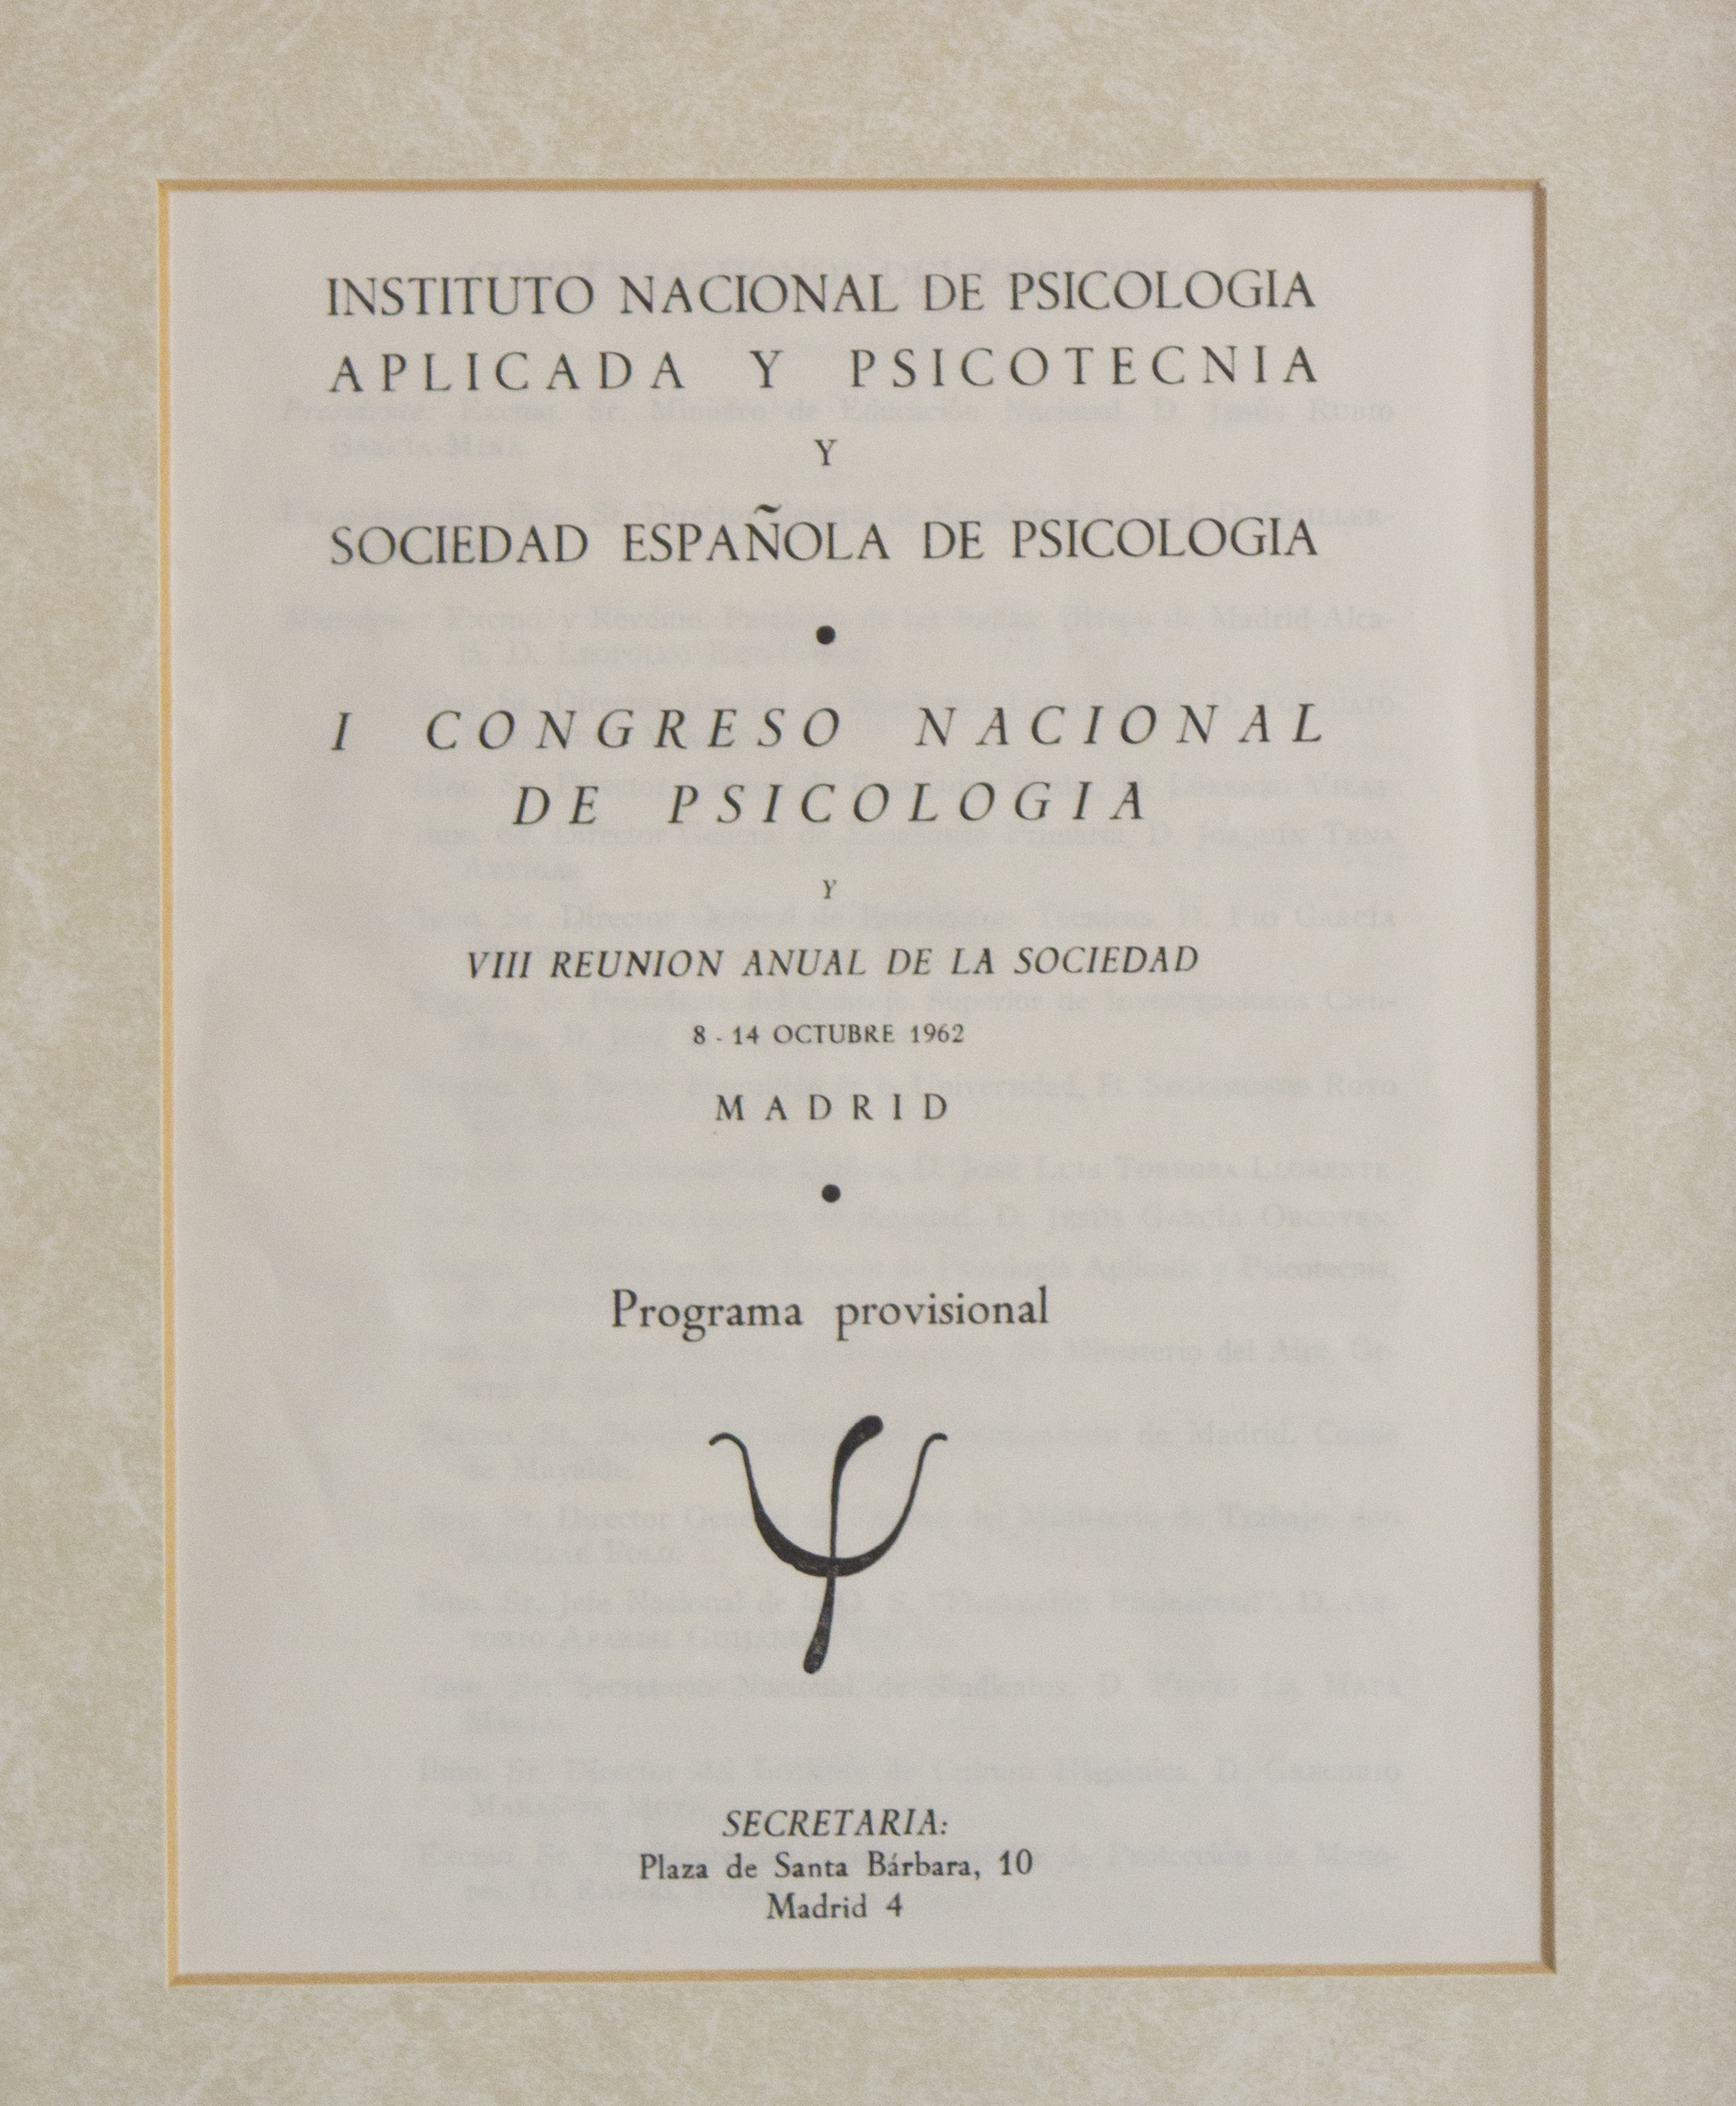 INSTITUTO NACIONAL DE PSICOLOGIA
APLICADA Y PSICOTECNIA
Y
SOCIEDAD ESPAÑOLA DE PSICOLOGIA
•
I CONGRESO NACIONAL
DE PSICOLOGIA
Y
VIII REUNION ANUAL DE LA SOCIEDAD
8 - 14 OCTUBRE 1962
MADRID
•
Programa provisional
SECRETARIA:
Plaza de Santa Bárbara, 10
Madrid 4